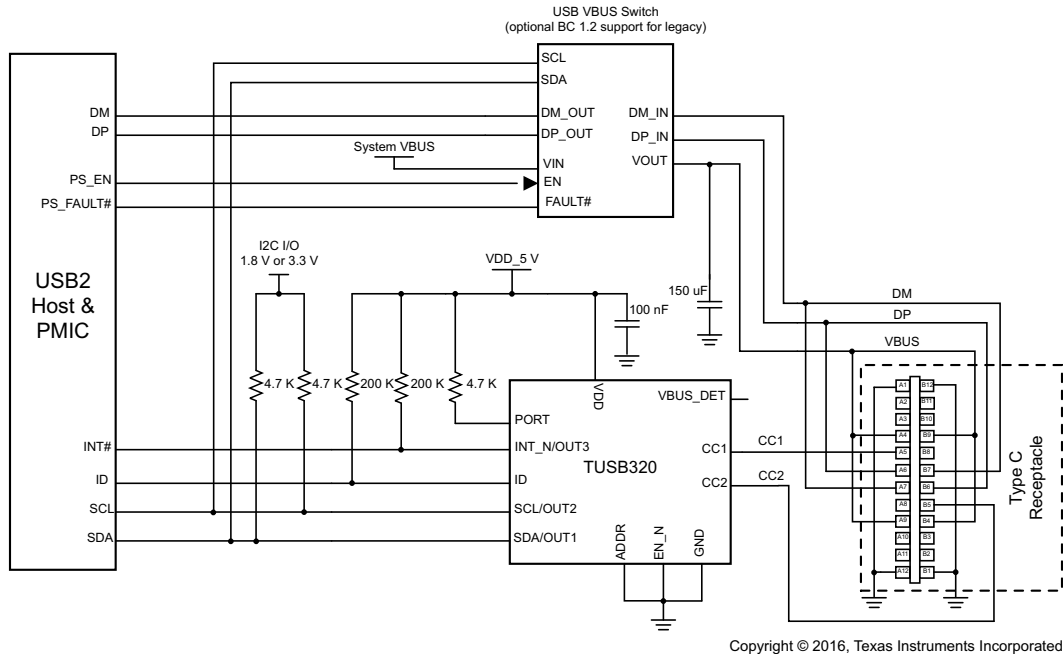 USB VBUS Switch
(optional BC 1.2 support for legacy)
SCL
SDA
DM
DM_OUT
DM_IN
DP
DP_OUT
DP_IN
System VBUS
VIN
VOUT
PS_EN
EN
PS_FAULT#
FAULT#
I2C I/O
1.8 V or 3.3 V
VDD_5 V
USB2
Host &
PMIC
150 uF
100 nF
DM
DP
VBUS
4.7 K
4.7 K
200 K
200 K
4.7 K
VDD
VBUS_DET
PORT
INT#
INT_N/OUT3
CC1
CC1
TUSB320
ID
ID
CC2
CC2
SCL
SCL/OUT2
SDA
SDA/OUT1
ADDR
EN_N
GND
A1
B12
A2
B11
A3
B10
A4
B9
A5
B8
A6
B7
A7
B6
A8
B5
A9
B4
A10
B3
A11
B2
A12
B1
Type C
Receptacle
Copyright © 2016, Texas Instruments Incorporated